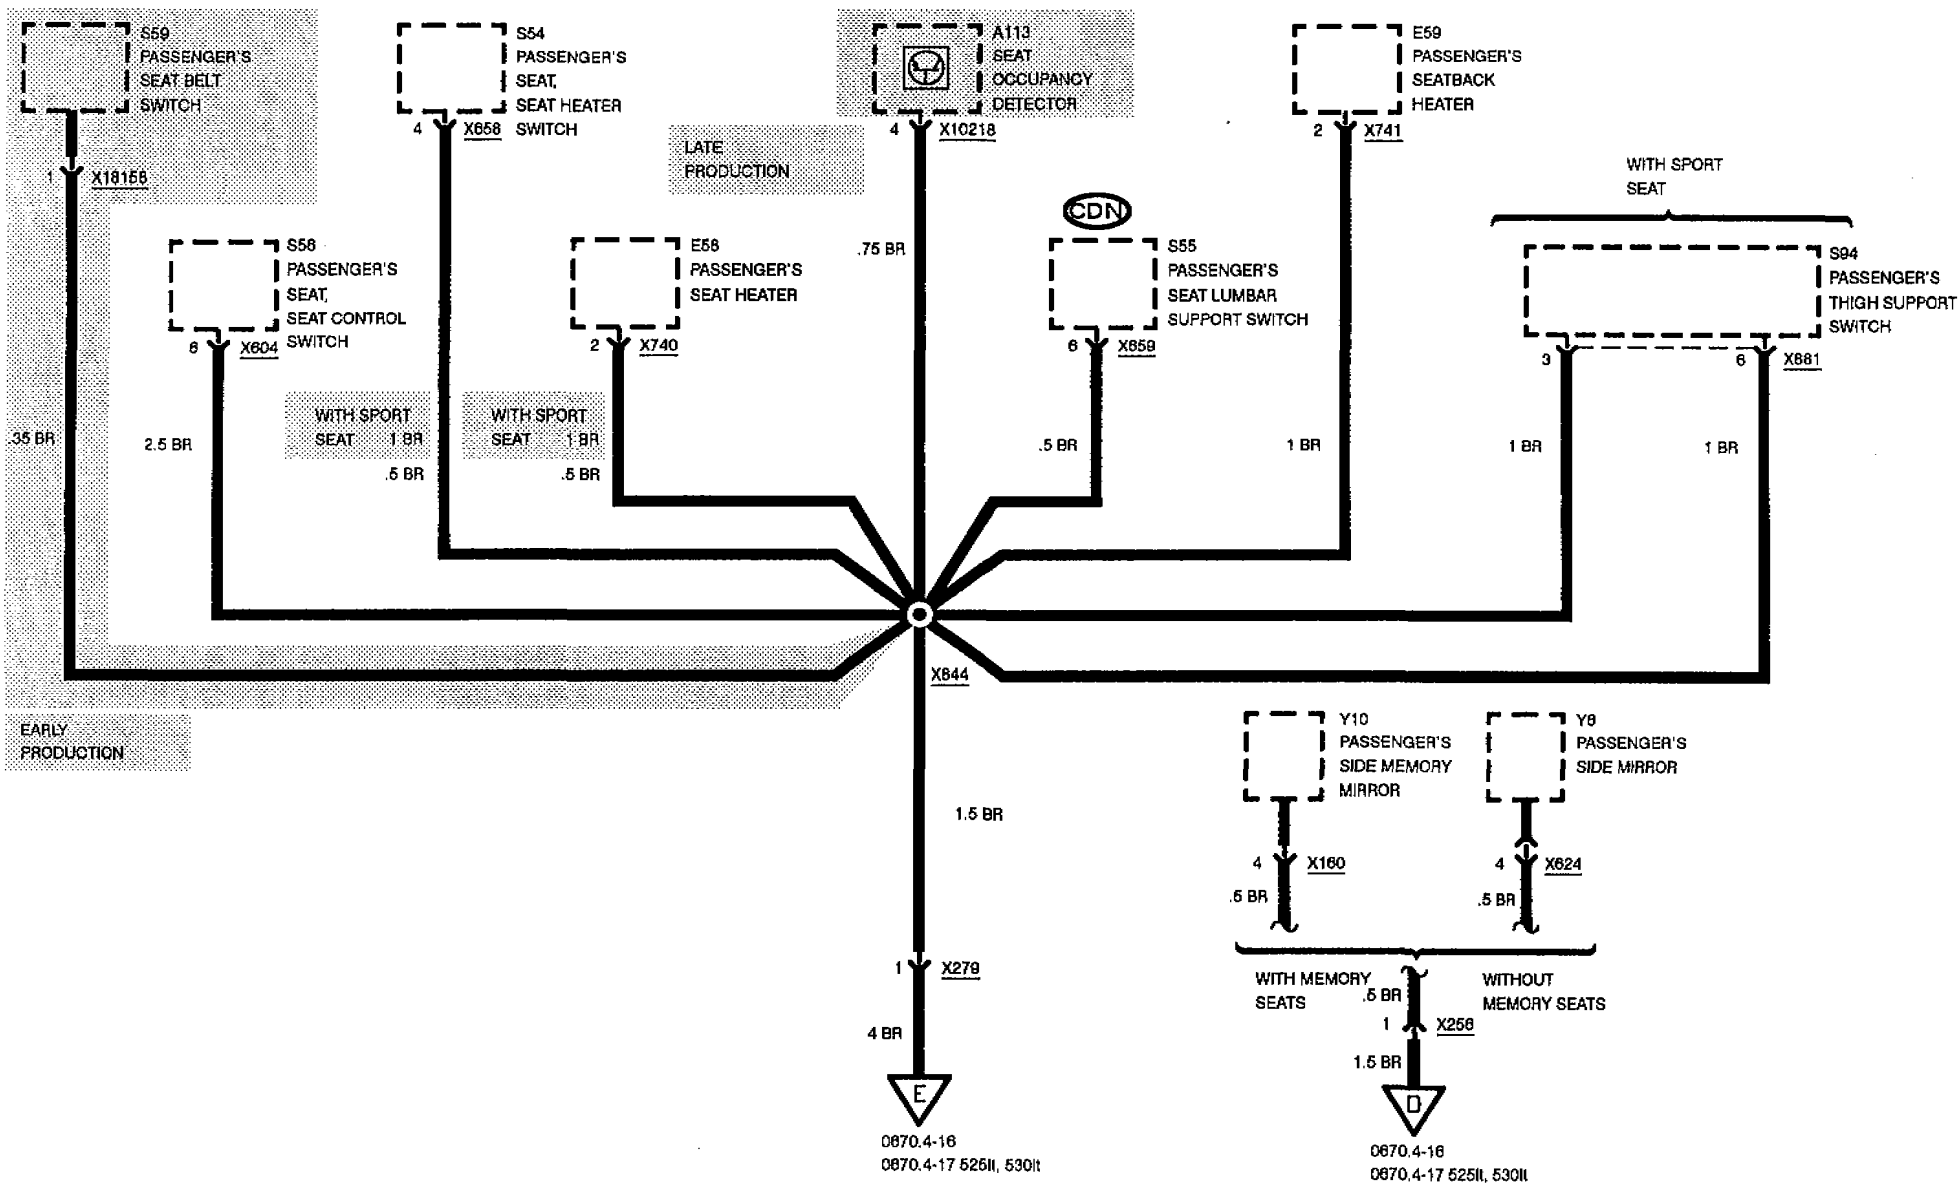 S59
PASSENGER'S
SEAT BELT
SWITCH
1
X18158
.35 BR
S54
PASSENGER'S
SEAT,
SEAT HEATER
SWITCH
4
X658
A113
SEAT
OCCUPANCY
DETECTOR
4
X10218
LATE
PRODUCTION
.75 BR
E59
PASSENGER'S
SEATBACK
HEATER
2
X741
WITH SPORT
SEAT
S56
PASSENGER'S
SEAT,
SEAT CONTROL
SWITCH
6
X604
2.5 BR
WITH SPORT
SEAT 1 BR
.5 BR
E58
PASSENGER'S
SEAT HEATER
2
X740
WITH SPORT
SEAT 1 BR
.5 BR
CDN
S55
PASSENGER'S
SEAT LUMBAR
SUPPORT SWITCH
6
X659
.5 BR
1 BR
S94
PASSENGER'S
THIGH SUPPORT
SWITCH
3
6
X681
1 BR
1 BR
X644
EARLY
PRODUCTION
1.5 BR
1
X279
4 BR
E
0670.4-16
0670.4-17 525it, 530it
Y10
PASSENGER'S
SIDE MEMORY
MIRROR
4
X160
.5 BR
Y8
PASSENGER'S
SIDE MIRROR
4
X624
.5 BR
WITH MEMORY
SEATS
WITHOUT
MEMORY SEATS
.5 BR
1
X256
1.5 BR
D
0670.4-16
0670.4-17 525it, 530it